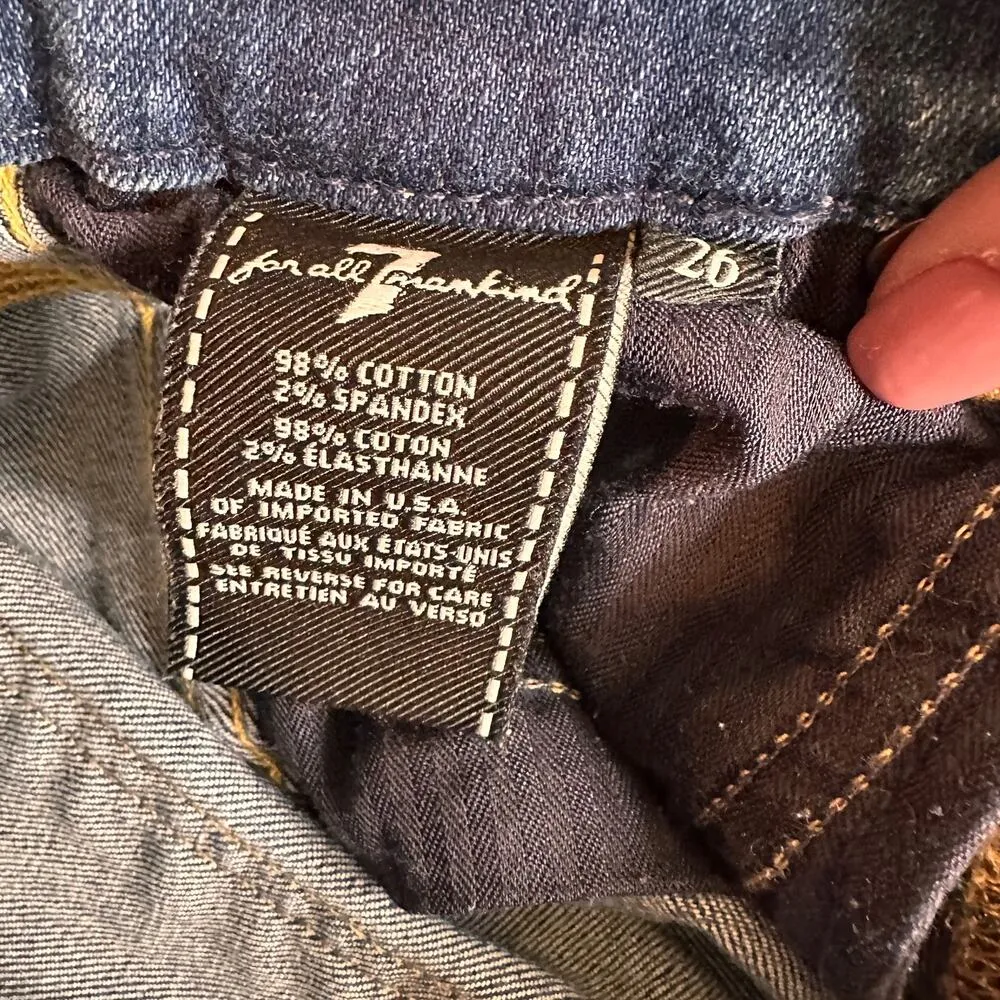 for all 7 mankind
26
98% COTTON
2% SPANDEX
98% COTON
2% ÉLASTHANNE
MADE IN U.S.A.
OF IMPORTED FABRIC
FABRIQUÉ AUX ÉTATS-UNIS
DE TISSU IMPORTÉ
SEE REVERSE FOR CARE
ENTRETIEN AU VERSO